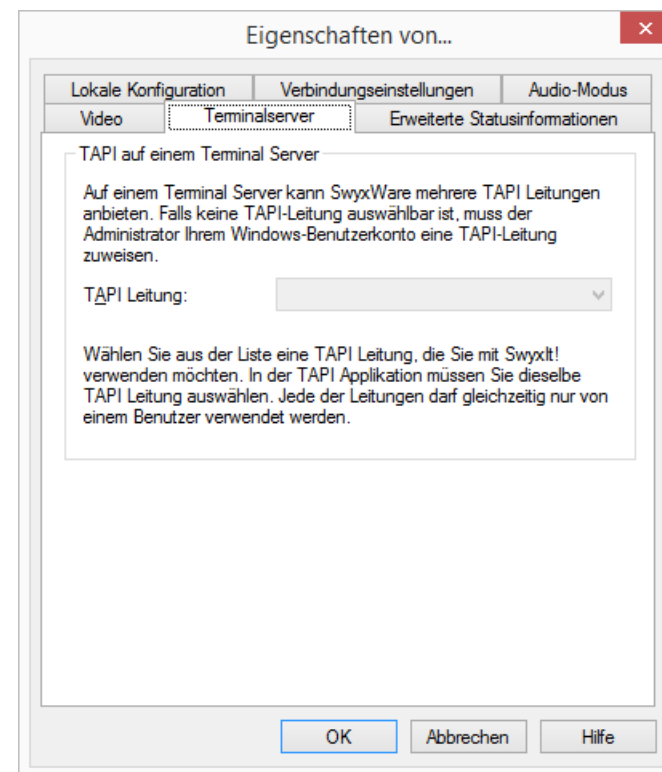 Eigenschaften von...
Lokale Konfiguration Verbindungseinstellungen Audio-Modus
Video Terminalserver Erweiterte Statusinformationen
TAPI auf einem Terminal Server
Auf einem Terminal Server kann SwyxWare mehrere TAPI Leitungen
anbieten. Falls keine TAPI-Leitung auswählbar ist, muss der
Administrator Ihrem Windows-Benutzerkonto eine TAPI-Leitung
zuweisen.
TAPI Leitung:
Wählen Sie aus der Liste eine TAPI Leitung, die Sie mit SwyxIt!
verwenden möchten. In der TAPI Applikation müssen Sie dieselbe
TAPI Leitung auswählen. Jede der Leitungen darf gleichzeitig nur von
einem Benutzer verwendet werden.
OK Abbrechen Hilfe